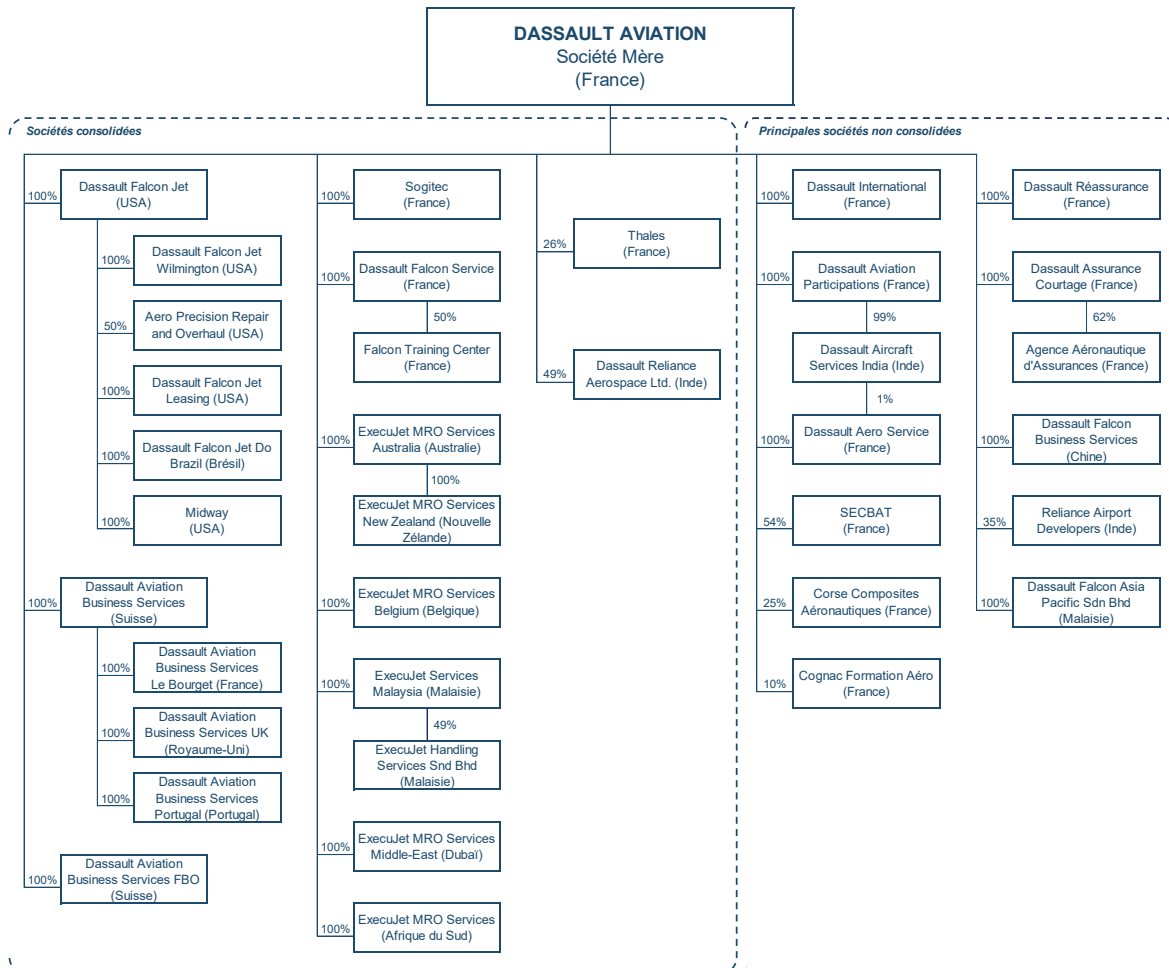 DASSAULT AVIATION
Société Mère
(France)
Sociétés consolidées
100%
Dassault Falcon Jet
(USA)
100%
Dassault Falcon Jet
Wilmington (USA)
50%
Aero Precision Repair
and Overhaul (USA)
100%
Dassault Falcon Jet
Leasing (USA)
100%
Dassault Falcon Jet Do
Brazil (Brésil)
100%
Midway
(USA)
100%
Dassault Aviation
Business Services
(Suisse)
100%
Dassault Aviation
Business Services
Le Bourget (France)
100%
Dassault Aviation
Business Services UK
(Royaume-Uni)
100%
Dassault Aviation
Business Services
Portugal (Portugal)
100%
Dassault Aviation
Business Services FBO
(Suisse)
100%
Sogitec
(France)
100%
Dassault Falcon Service
(France)
50%
Falcon Training Center
(France)
100%
ExecuJet MRO Services
Australia (Australie)
100%
ExecuJet MRO Services
New Zealand (Nouvelle
Zélande)
100%
ExecuJet MRO Services
Belgium (Belgique)
100%
ExecuJet Services
Malaysia (Malaisie)
49%
ExecuJet Handling
Services Snd Bhd
(Malaisie)
100%
ExecuJet MRO Services
Middle-East (Dubaï)
100%
ExecuJet MRO Services
(Afrique du Sud)
26%
Thales
(France)
49%
Dassault Reliance
Aerospace Ltd. (Inde)
Principales sociétés non consolidées
100%
Dassault International
(France)
100%
Dassault Aviation
Participations (France)
99%
Dassault Aircraft
Services India (Inde)
1%
100%
Dassault Aero Service
(France)
54%
SECBAT
(France)
25%
Corse Composites
Aéronautiques (France)
10%
Cognac Formation Aéro
(France)
100%
Dassault Réassurance
(France)
100%
Dassault Assurance
Courtage (France)
62%
Agence Aéronautique
d'Assurances (France)
100%
Dassault Falcon
Business Services
(Chine)
35%
Reliance Airport
Developers (Inde)
100%
Dassault Falcon Asia
Pacific Sdn Bhd
(Malaisie)